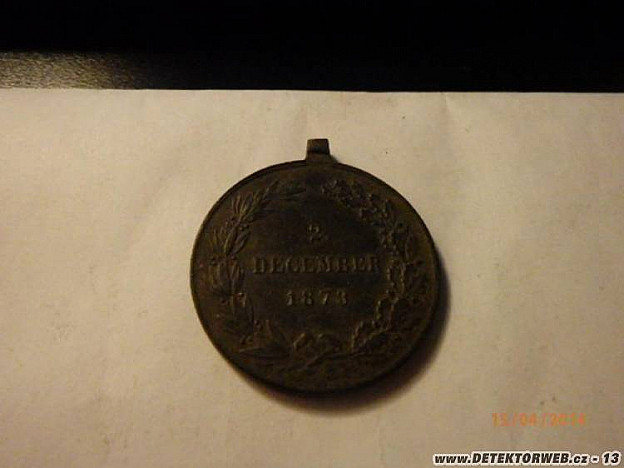 2.
DECEMBER
1873
15/04/2014
www.DETEKTORWEB.cz - 13